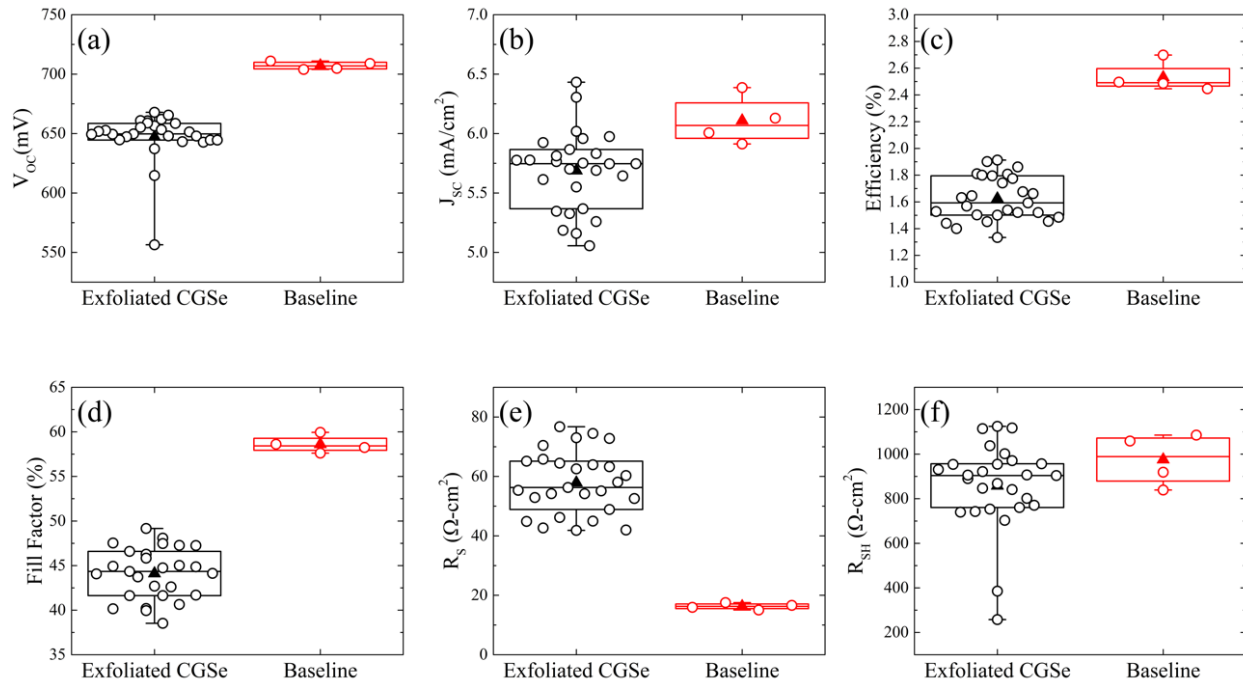 (a)
V_OC(mV)
750
700
650
600
550
Exfoliated CGSe Baseline
(b)
J_SC (mA/cm²)
7.0
6.5
6.0
5.5
5.0
Exfoliated CGSe Baseline
(c)
Efficiency (%)
3.0
2.8
2.6
2.4
2.2
2.0
1.8
1.6
1.4
1.2
1.0
Exfoliated CGSe Baseline
(d)
Fill Factor (%)
65
60
55
50
45
40
35
Exfoliated CGSe Baseline
(e)
R_S (Ω-cm²)
80
60
40
20
0
Exfoliated CGSe Baseline
(f)
R_SH (Ω-cm²)
1200
1000
800
600
400
200
Exfoliated CGSe Baseline